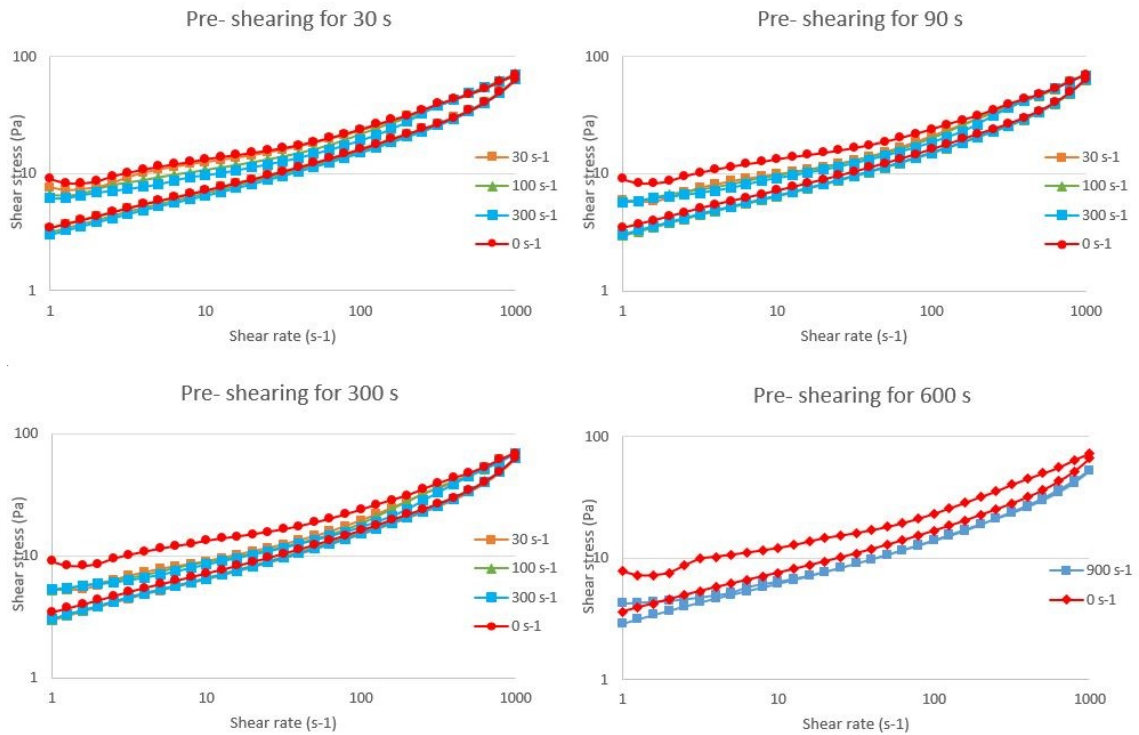 Pre- shearing for 30 s
100
10
1
Shear stress (Pa)
1 10 100 1000
Shear rate (s-1)
30 s-1
100 s-1
300 s-1
0 s-1
Pre- shearing for 90 s
100
10
1
Shear stress (Pa)
1 10 100 1000
Shear rate (s-1)
30 s-1
100 s-1
300 s-1
0 s-1
Pre- shearing for 300 s
100
10
1
Shear stress (Pa)
1 10 100 1000
Shear rate (s-1)
30 s-1
100 s-1
300 s-1
0 s-1
Pre- shearing for 600 s
100
10
1
Shear stress (Pa)
1 10 100 1000
Shear rate (s-1)
900 s-1
0 s-1